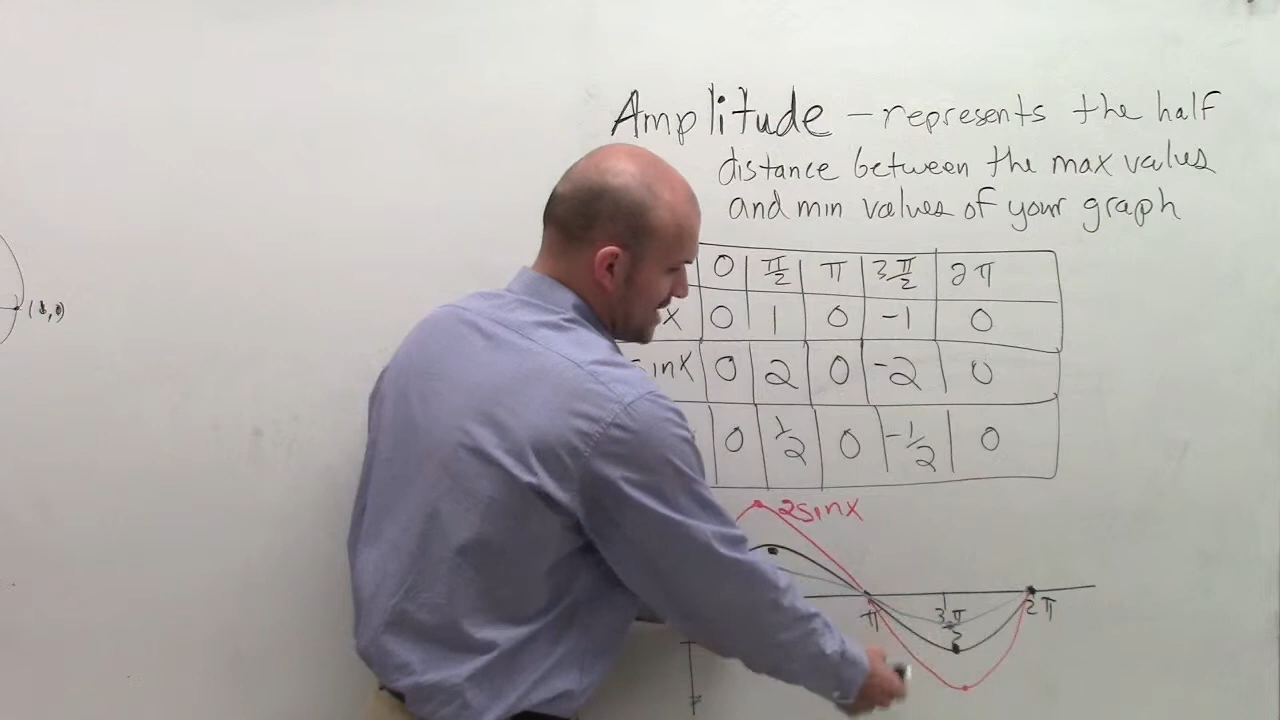 Amplitude – represents the half
distance between the max values
and min values of your graph
0 π/2 π 3π/2 2π
x 0 1 0 -1 0
sinx 0 2 0 -2 0
0 1/2 0 -1/2 0
(1,0)
2sinx
π 3π/2 2π